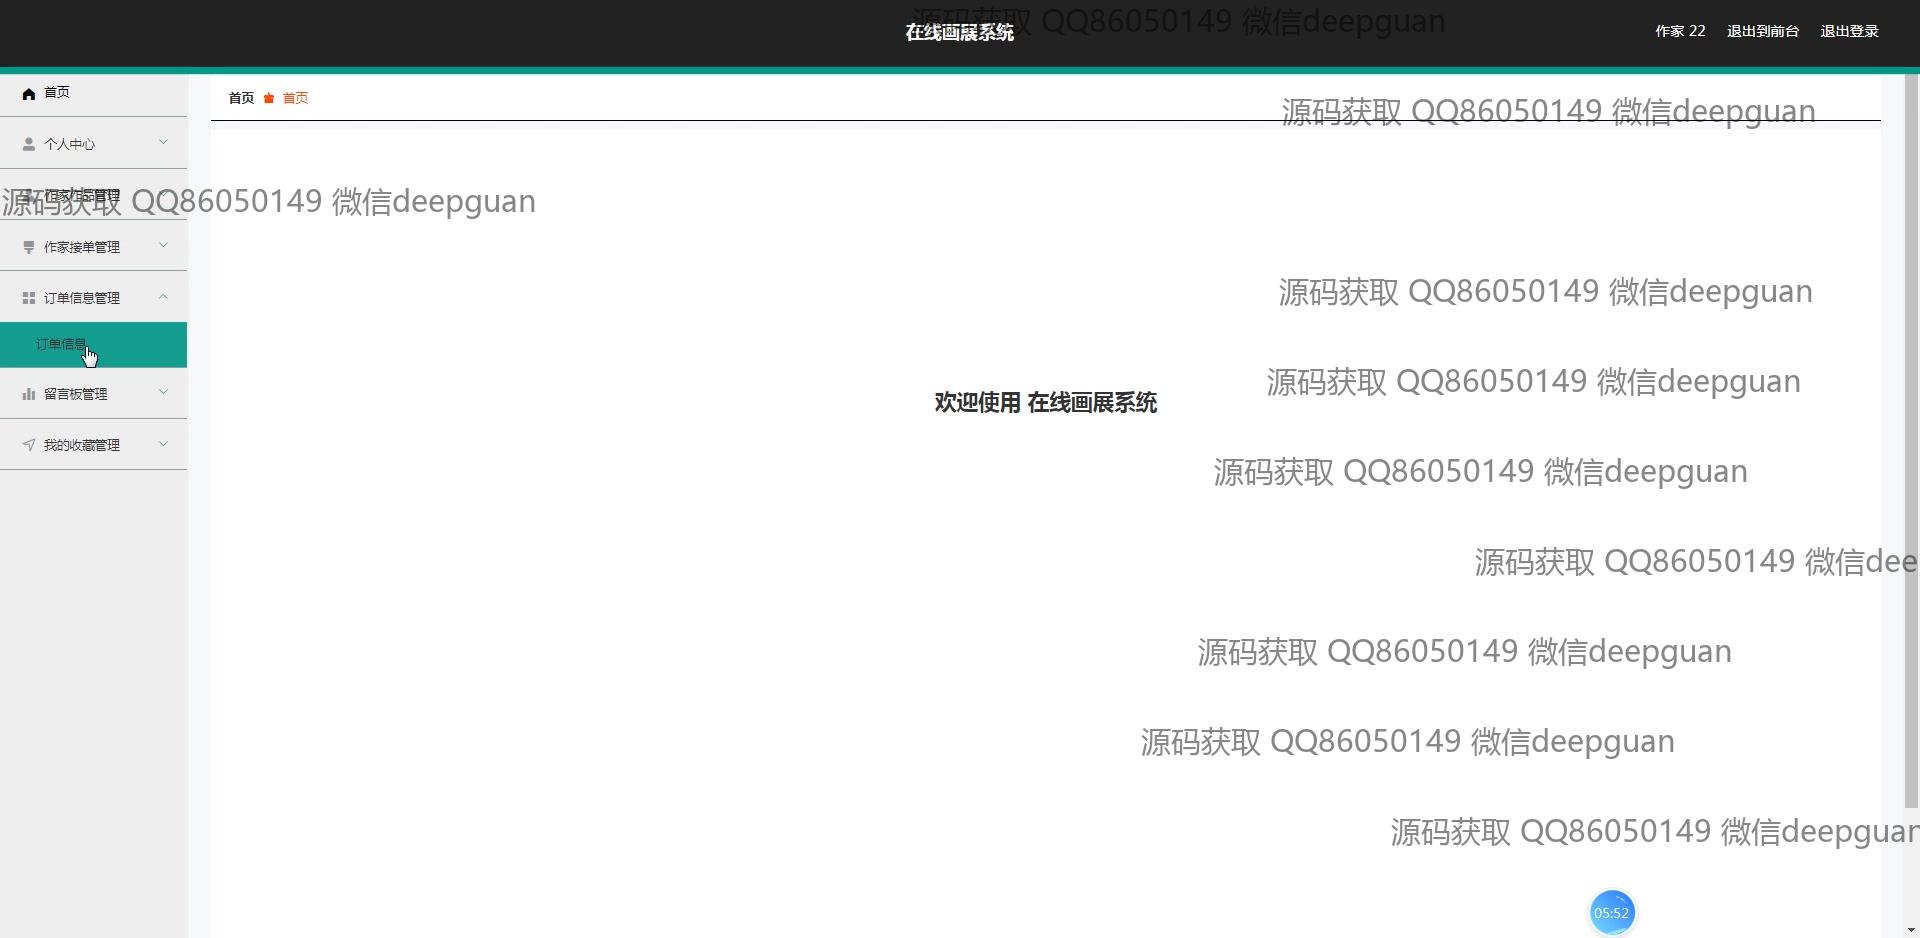 源码获取 QQ86050149 微信deepguan
在线画展系统
作家 22 退出到前台 退出登录
首页
首页 首页
源码获取 QQ86050149 微信deepguan
个人中心
作家作品管理
源码获取 QQ86050149 微信deepguan
作家接单管理
订单信息管理
源码获取 QQ86050149 微信deepguan
订单信息
留言板管理
源码获取 QQ86050149 微信deepguan
欢迎使用 在线画展系统
我的收藏管理
源码获取 QQ86050149 微信deepguan
源码获取 QQ86050149 微信dee
源码获取 QQ86050149 微信deepguan
源码获取 QQ86050149 微信deepguan
源码获取 QQ86050149 微信deepguan
05:52